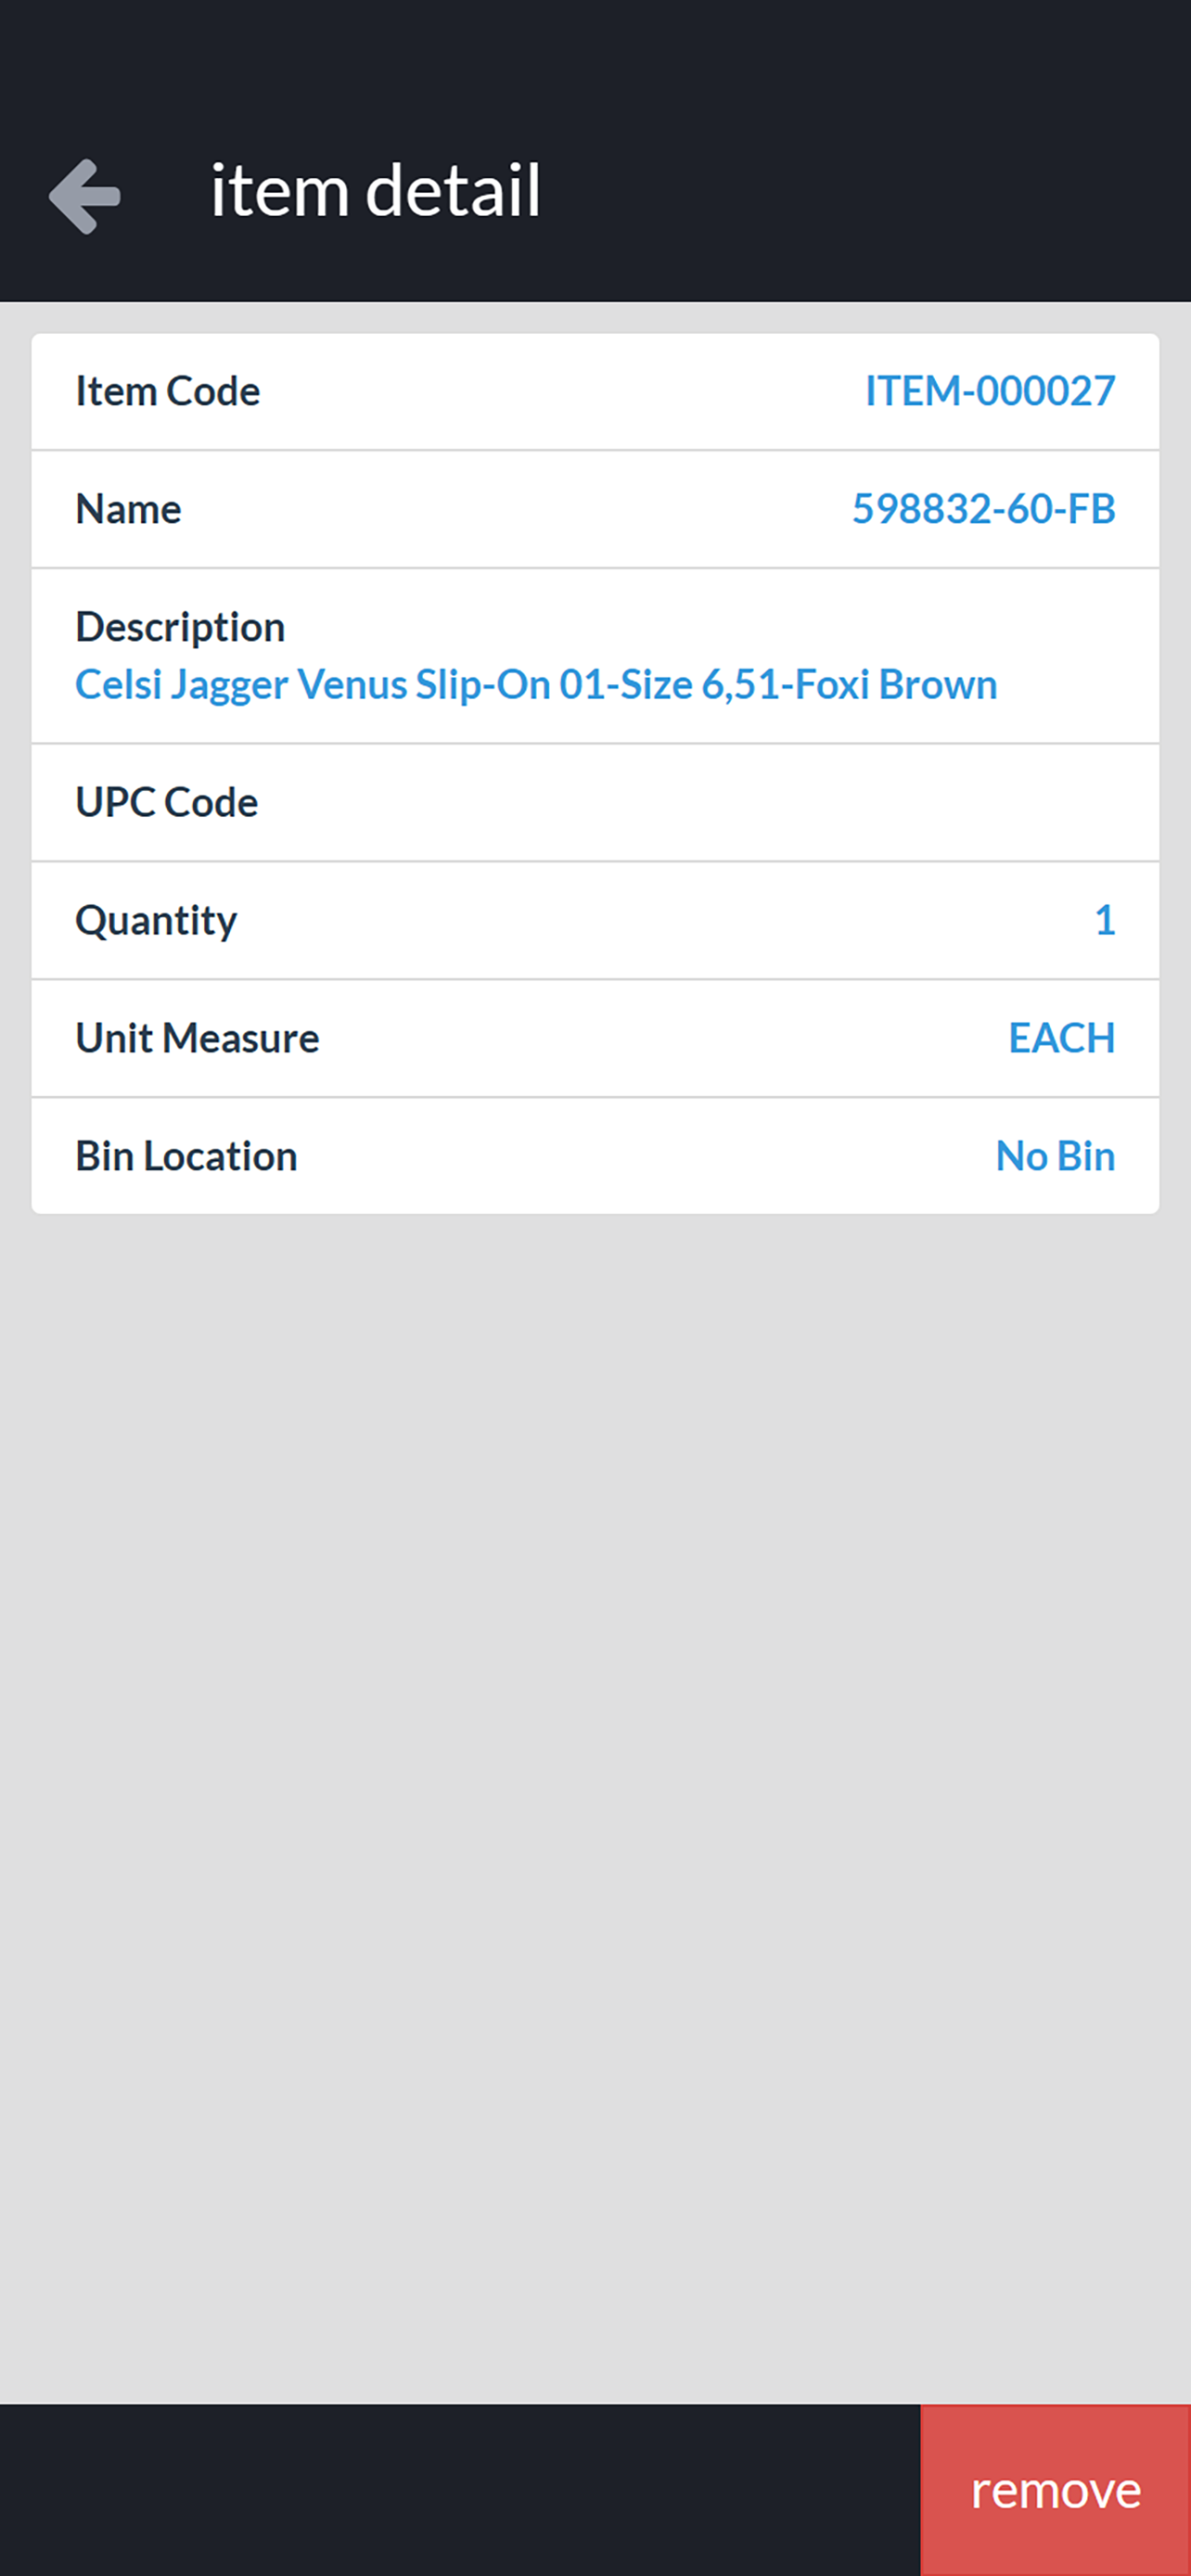 item detail
Item Code ITEM-000027
Name 598832-60-FB
Description
Celsi Jagger Venus Slip-On 01-Size 6,51-Foxi Brown
UPC Code
Quantity 1
Unit Measure EACH
Bin Location No Bin
remove